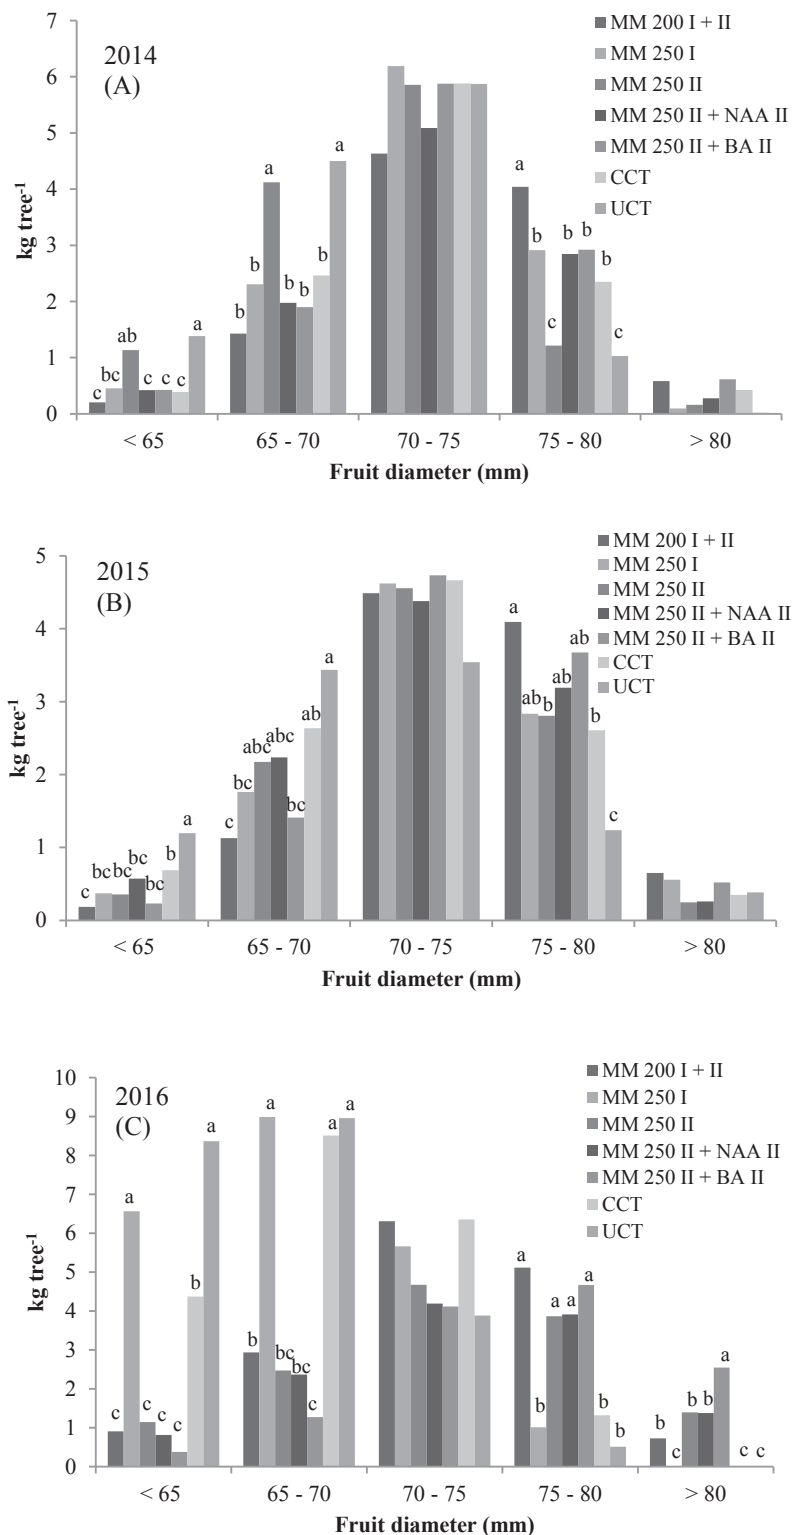 2014
(A)
MM 200 I + II
MM 250 I
MM 250 II
MM 250 II + NAA II
MM 250 II + BA II
CCT
UCT
kg tree-1
7
6
5
4
3
2
1
0
c bc ab c c c a
b b a b b b a
a b c b b b c
< 65 65 - 70 70 - 75 75 - 80 > 80
Fruit diameter (mm)
2015
(B)
MM 200 I + II
MM 250 I
MM 250 II
MM 250 II + NAA II
MM 250 II + BA II
CCT
UCT
kg tree-1
5
4
3
2
1
0
c bc bc bc bc b a
c bc abc abc bc ab a
a ab b ab ab b c
< 65 65 - 70 70 - 75 75 - 80 > 80
Fruit diameter (mm)
2016
(C)
MM 200 I + II
MM 250 I
MM 250 II
MM 250 II + NAA II
MM 250 II + BA II
CCT
UCT
kg tree-1
10
9
8
7
6
5
4
3
2
1
0
c a c c c b a
b a bc bc c a a
a b a a a b b
b c b b a c c
< 65 65 - 70 70 - 75 75 - 80 > 80
Fruit diameter (mm)